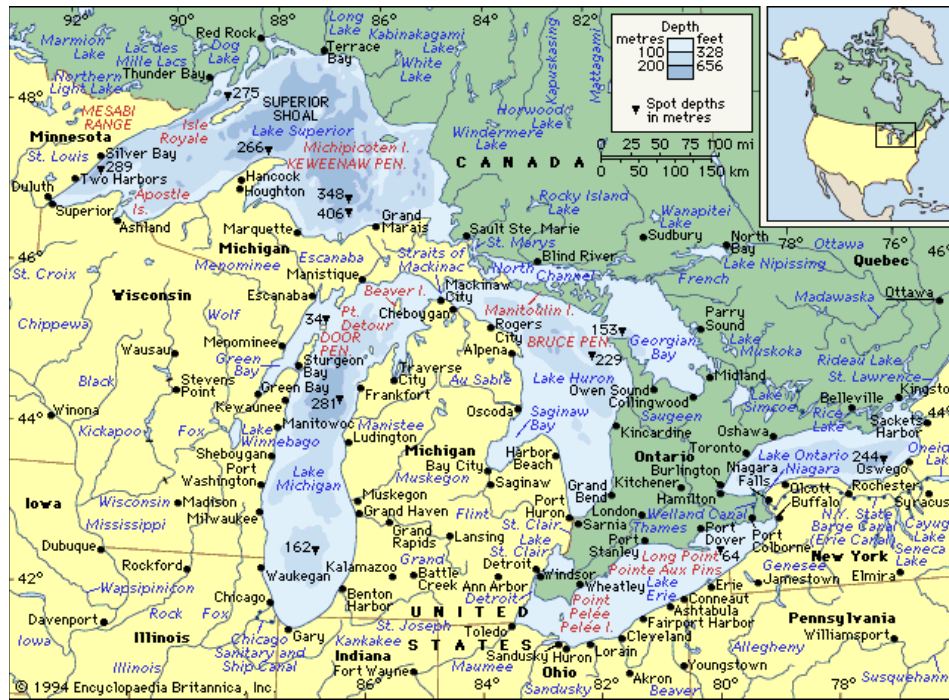 92° 90° 88° 86° 84° 82°
Red Rock
Long Lake
Kabinakagami Lake
Marmion Lake
Lac des Mille Lacs
Dog Lake
Terrace Bay
White Lake
Kapuskasing
Mattagami
Northern Light Lake
Thunder Bay
48°
275
SUPERIOR SHOAL
Horwood Lake
MESABI RANGE
Isle Royale
Lake Superior
Windermere Lake
Minnesota
266
Michipicoten I.
KEWEENAW PEN.
CANADA
St. Louis
Silver Bay
289
Two Harbors
Hancock
Houghton
348
406
Duluth
Superior
Apostle Is.
Ashland
Marquette
Grand Marais
Sault Ste. Marie
St. Marys
Rocky Island Lake
Wanapitei Lake
Sudbury
North Bay
78° 76°
Ottawa
46° 46°
Michigan
Menominee
Escanaba
Straits of Mackinac
Blind River
North Channel
French
Lake Nipissing
Quebec
St. Croix
Manistique
Wisconsin
Escanaba
Beaver I.
Mackinaw City
Cheboygan
Manitoulin I.
Madawaska
Ottawa
Chippewa
Wolf
34
Pt. Detour
DOOR PEN.
Rogers City
BRUCE PEN.
153
229
Georgian Bay
Parry Sound
Lake Muskoka
Rideau Lake
Wausau
Menominee
Green Bay
Sturgeon Bay
Alpena
Traverse City
Au Sable
Lake Huron
Owen Sound
Midland
St. Lawrence
Black
Stevens Point
Green Bay
Kewaunee
281
Frankfort
Collingwood
Lake Simcoe
Belleville
Kingston
44° 44°
Winona
Manitowoc
Manistee
Oscoda
Saginaw Bay
Saugeen
Kincardine
Rice Lake
Sackets Harbor
Kickapoo
Fox
Lake Winnebago
Ludington
Oshawa
Toronto
Lake Ontario
244
Oswego
Sheboygan
Michigan
Bay City
Harbor Beach
Ontario
Burlington
Niagara Falls
Niagara
Port Washington
Lake Michigan
Muskegon
Saginaw
Grand Bend
Kitchener
Hamilton
Olcott
Rochester
Iowa
Wisconsin
Madison
Muskegon
Grand Haven
Flint
Port Huron
London
Welland Canal
Buffalo
Mississippi
Milwaukee
Grand Rapids
Lansing
St. Clair
Sarnia
Thames
Port Dover
Port Colborne
N.Y. State Barge Canal (Erie Canal)
Seneca Lake
Dubuque
162
Kalamazoo
Grand
Lake St. Clair
Port Stanley
Long Point
64
New York
42°
Rockford
Waukegan
Battle Creek
Ann Arbor
Detroit
Windsor
Wheatley
Pointe Aux Pins
Genesee
Elmira
Wapsipinicon
Benton Harbor
Detroit
Lake Erie
Erie
Jamestown
Davenport
Rock
Fox
Chicago
UNITED STATES
Point Pelée
Pelée I.
Conneaut
Ashtabula
Fairport Harbor
Pennsylvania
Iowa
Illinois
Chicago Sanitary and Ship Canal
Gary
Kankakee
St. Joseph
Toledo
Sandusky
Huron
Lorain
Cleveland
Allegheny
Williamsport
Illinois
Indiana
Fort Wayne
Maumee
Ohio
Sandusky
Akron
Youngstown
Beaver
© 1994 Encyclopaedia Britannica, Inc.
86° 84° 82° 80° 78°
Depth
metres feet
100 328
200 656
Spot depths in metres
0 50 100 mi
0 50 100 150 km